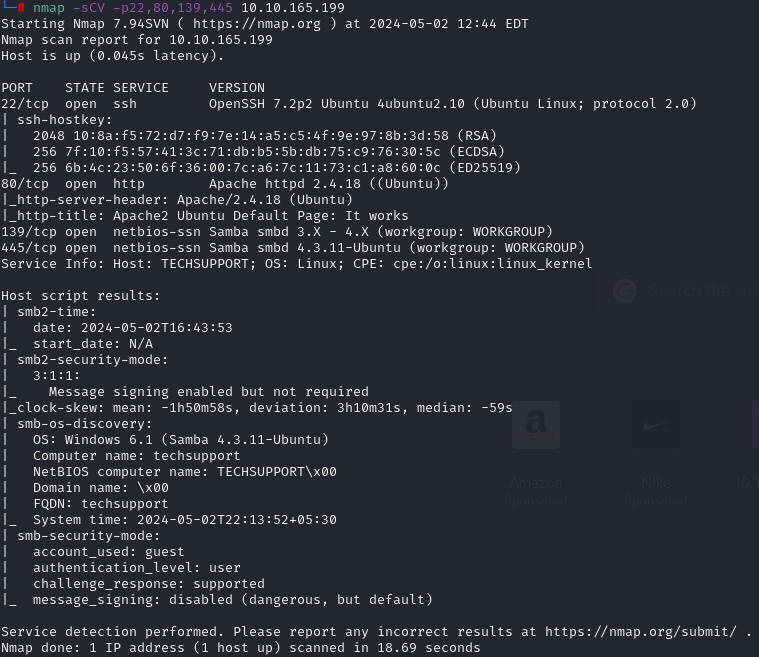 └─# nmap -sCV -p22,80,139,445 10.10.165.199
Starting Nmap 7.94SVN ( https://nmap.org ) at 2024-05-02 12:44 EDT
Nmap scan report for 10.10.165.199
Host is up (0.045s latency).

PORT    STATE SERVICE     VERSION
22/tcp  open  ssh         OpenSSH 7.2p2 Ubuntu 4ubuntu2.10 (Ubuntu Linux; protocol 2.0)
| ssh-hostkey:
|   2048 10:8a:f5:72:d7:f9:7e:14:a5:c5:4f:9e:97:8b:3d:58 (RSA)
|   256 7f:10:f5:57:41:3c:71:db:b5:5b:db:75:c9:76:30:5c (ECDSA)
|_  256 6b:4c:23:50:6f:36:00:7c:a6:7c:11:73:c1:a8:60:0c (ED25519)
80/tcp  open  http        Apache httpd 2.4.18 ((Ubuntu))
|_http-server-header: Apache/2.4.18 (Ubuntu)
|_http-title: Apache2 Ubuntu Default Page: It works
139/tcp open  netbios-ssn Samba smbd 3.X - 4.X (workgroup: WORKGROUP)
445/tcp open  netbios-ssn Samba smbd 4.3.11-Ubuntu (workgroup: WORKGROUP)
Service Info: Host: TECHSUPPORT; OS: Linux; CPE: cpe:/o:linux:linux_kernel
Search the we

Host script results:
| smb2-time:
|   date: 2024-05-02T16:43:53
|_  start_date: N/A
| smb2-security-mode:
|   3:1:1:
|_    Message signing enabled but not required
|_clock-skew: mean: -1h50m58s, deviation: 3h10m31s, median: -59s
| smb-os-discovery:
|   OS: Windows 6.1 (Samba 4.3.11-Ubuntu)
|   Computer name: techsupport
|   NetBIOS computer name: TECHSUPPORT\x00
|   Domain name: \x00
|   FQDN: techsupport
|_  System time: 2024-05-02T22:13:52+05:30
| smb-security-mode:
|   account_used: guest
|   authentication_level: user
|   challenge_response: supported
|_  message_signing: disabled (dangerous, but default)
Amazon
Sponsored
Nike
Sponsored
10.1

Service detection performed. Please report any incorrect results at https://nmap.org/submit/ .
Nmap done: 1 IP address (1 host up) scanned in 18.69 seconds